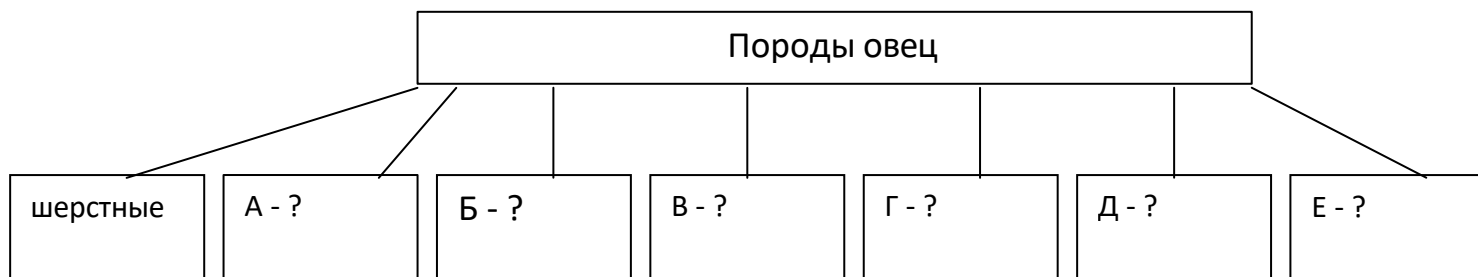 Породы овец
шерстные
А - ?
Б - ?
В - ?
Г - ?
Д - ?
Е - ?